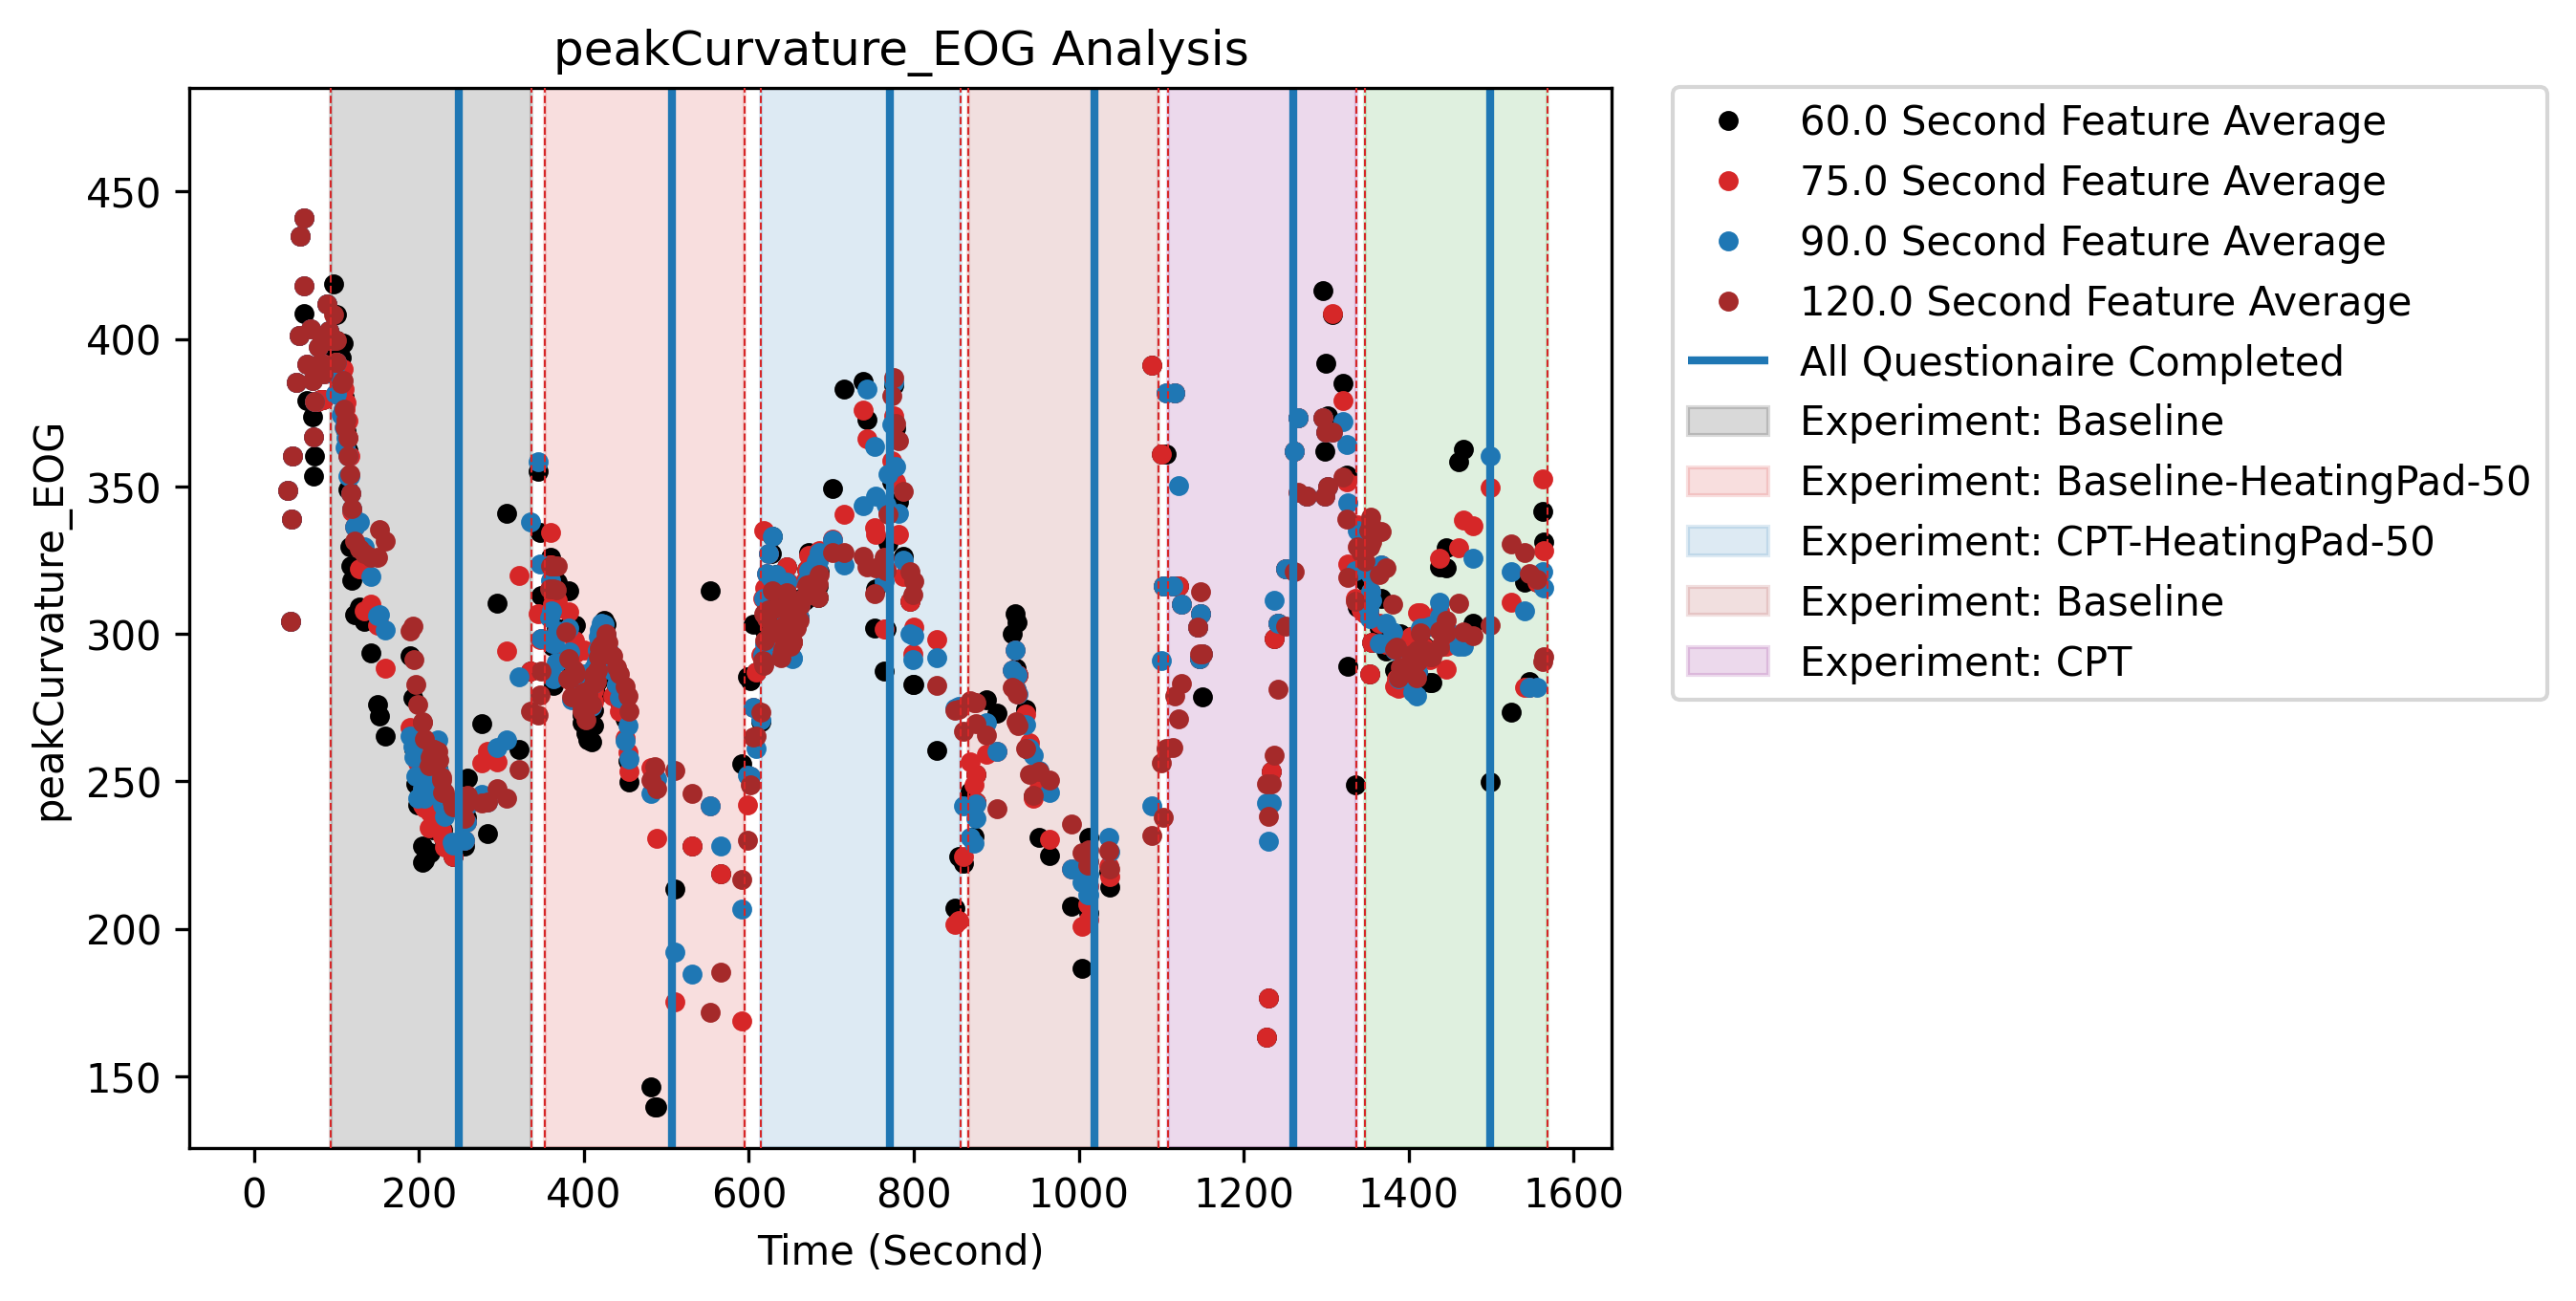 peakCurvature_EOG Analysis
peakCurvature_EOG
450
400
350
300
250
200
150
0 200 400 600 800 1000 1200 1400 1600
Time (Second)
60.0 Second Feature Average
75.0 Second Feature Average
90.0 Second Feature Average
120.0 Second Feature Average
All Questionaire Completed
Experiment: Baseline
Experiment: Baseline-HeatingPad-50
Experiment: CPT-HeatingPad-50
Experiment: Baseline
Experiment: CPT